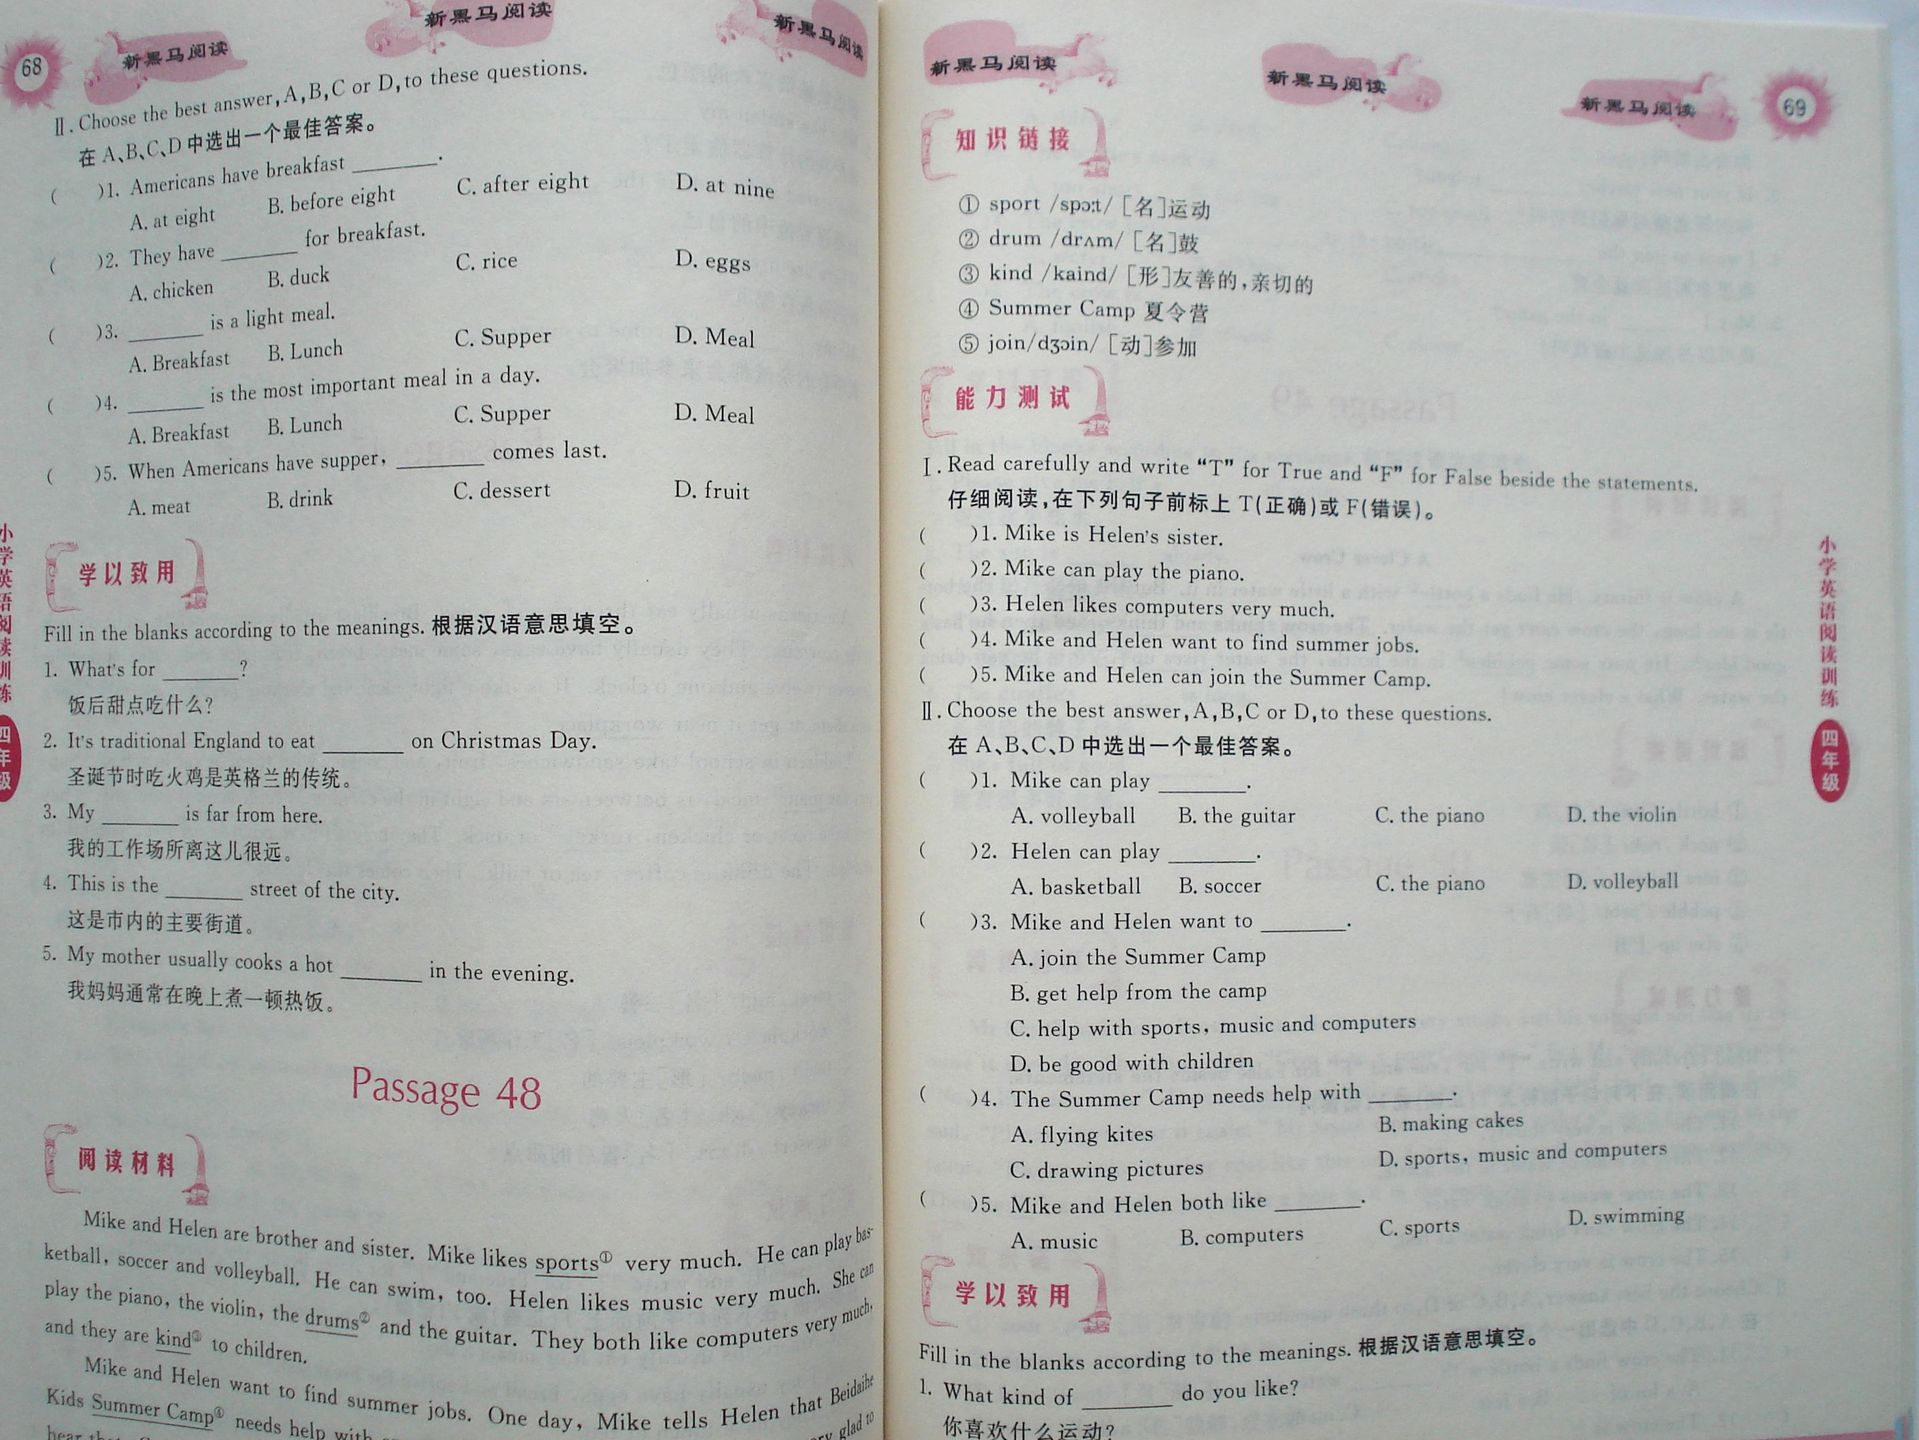 68
新黑马阅读
新黑马阅读
新黑马阅读
Ⅱ. Choose the best answer, A, B, C or D, to these questions.
在 A、B、C、D 中选出一个最佳答案。
( )1. Americans have breakfast ________.
A. at eight B. before eight C. after eight D. at nine
( )2. They have ________ for breakfast.
A. chicken B. duck C. rice D. eggs
( )3. ________ is a light meal.
A. Breakfast B. Lunch C. Supper D. Meal
( )4. ________ is the most important meal in a day.
A. Breakfast B. Lunch C. Supper D. Meal
( )5. When Americans have supper, ________ comes last.
A. meat B. drink C. dessert D. fruit
学以致用
Fill in the blanks according to the meanings. 根据汉语意思填空。
1. What's for ________?
饭后甜点吃什么?
2. It's traditional England to eat ________ on Christmas Day.
圣诞节时吃火鸡是英格兰的传统。
3. My ________ is far from here.
我的工作场所离这儿很远。
4. This is the ________ street of the city.
这是市内的主要街道。
5. My mother usually cooks a hot ________ in the evening.
我妈妈通常在晚上煮一顿热饭。
Passage 48
阅读材料
Mike and Helen are brother and sister. Mike likes sports① very much. He can play bas-
ketball, soccer and volleyball. He can swim, too. Helen likes music very much. She can
play the piano, the violin, the drums② and the guitar. They both like computers very much,
and they are kind③ to children.
Mike and Helen want to find summer jobs. One day, Mike tells Helen that Beidaihe
Kids Summer Camp④ needs help with
hear that glad to
小学英语阅读训练
四年级
新黑马阅读
新黑马阅读
新黑马阅读
69
知识链接
① sport /spɔːt/ [名]运动
② drum /drʌm/ [名]鼓
③ kind /kaind/ [形]友善的,亲切的
④ Summer Camp 夏令营
⑤ join/dʒɔin/ [动]参加
能力测试
Ⅰ. Read carefully and write “T” for True and “F” for False beside the statements.
仔细阅读,在下列句子前标上 T(正确)或 F(错误)。
( )1. Mike is Helen's sister.
( )2. Mike can play the piano.
( )3. Helen likes computers very much.
( )4. Mike and Helen want to find summer jobs.
( )5. Mike and Helen can join the Summer Camp.
Ⅱ. Choose the best answer, A, B, C or D, to these questions.
在 A、B、C、D 中选出一个最佳答案。
( )1. Mike can play ________.
A. volleyball B. the guitar C. the piano D. the violin
( )2. Helen can play ________.
A. basketball B. soccer C. the piano D. volleyball
( )3. Mike and Helen want to ________.
A. join the Summer Camp
B. get help from the camp
C. help with sports, music and computers
D. be good with children
( )4. The Summer Camp needs help with ________.
A. flying kites B. making cakes
C. drawing pictures D. sports, music and computers
( )5. Mike and Helen both like ________.
A. music B. computers C. sports D. swimming
学以致用
Fill in the blanks according to the meanings. 根据汉语意思填空。
1. What kind of ________ do you like?
你喜欢什么运动?
小学英语阅读训练
四年级